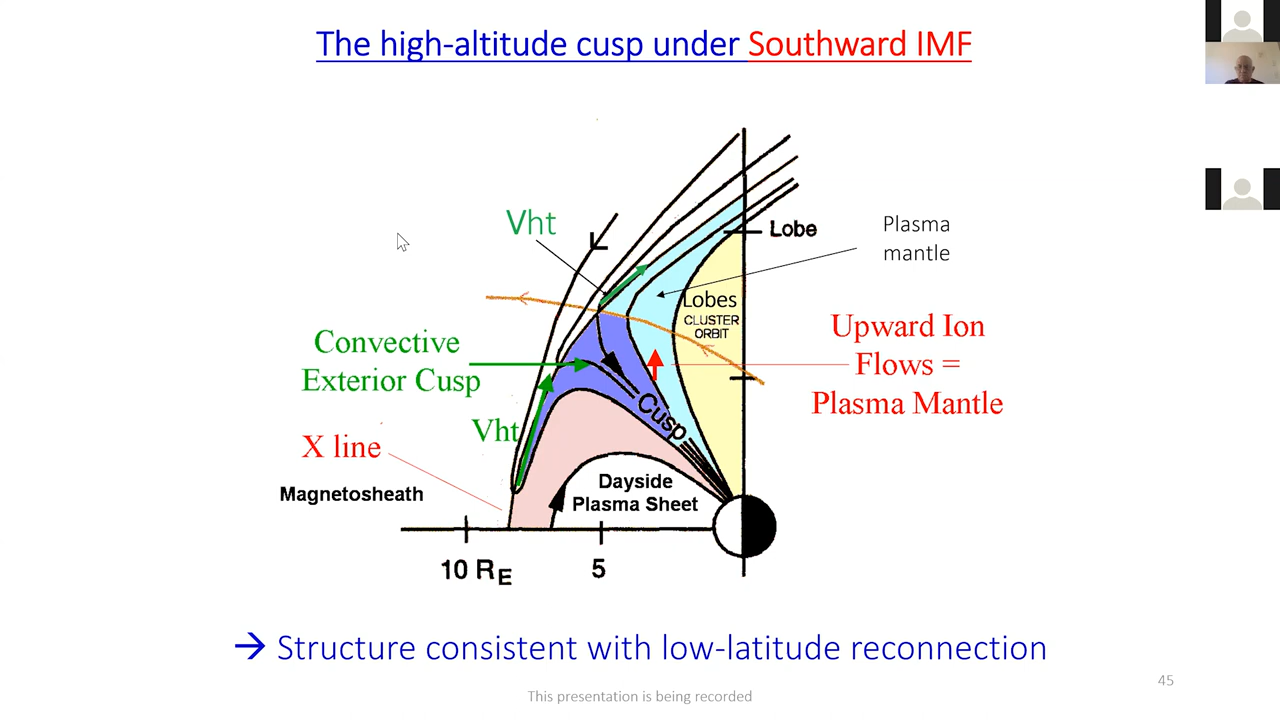 The high-altitude cusp under Southward IMF
Vht
Lobe
Plasma
mantle
Lobes
CLUSTER
ORBIT
Convective
Exterior Cusp
Upward Ion
Flows =
Plasma Mantle
Cusp
Vht
X line
Magnetosheath
Dayside
Plasma Sheet
10 RE
5
→ Structure consistent with low-latitude reconnection
45
This presentation is being recorded